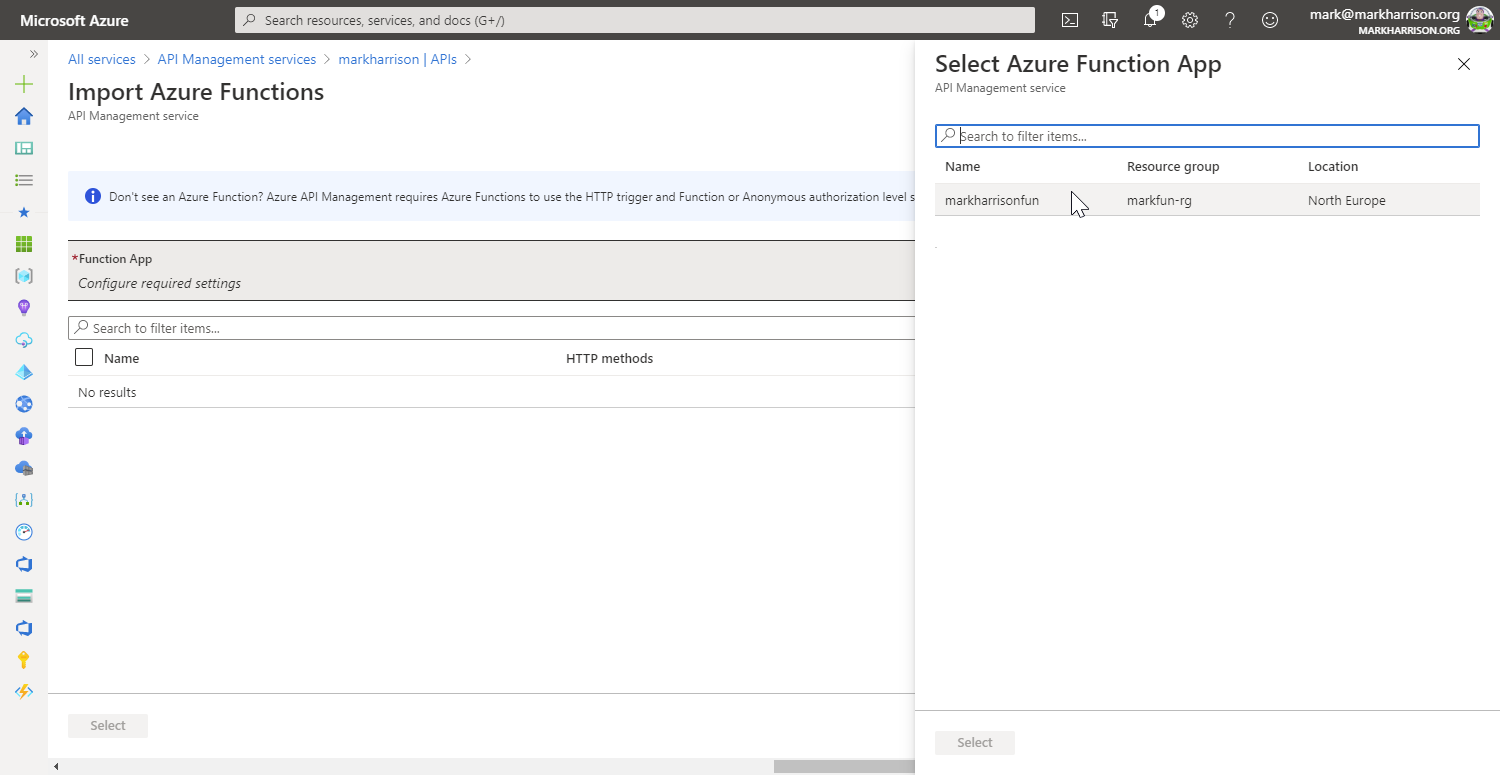 Microsoft Azure
Search resources, services, and docs (G+/)
1
mark@markharrison.org
MARKHARRISON.ORG
All services > API Management services > markharrison | APIs >
Import Azure Functions
API Management service
Don't see an Azure Function? Azure API Management requires Azure Functions to use the HTTP trigger and Function or Anonymous authorization level s
*Function App
Configure required settings
Search to filter items...
Name HTTP methods
No results
Select
Select Azure Function App
API Management service
Search to filter items...
Name Resource group Location
markharrisonfun markfun-rg North Europe
Select